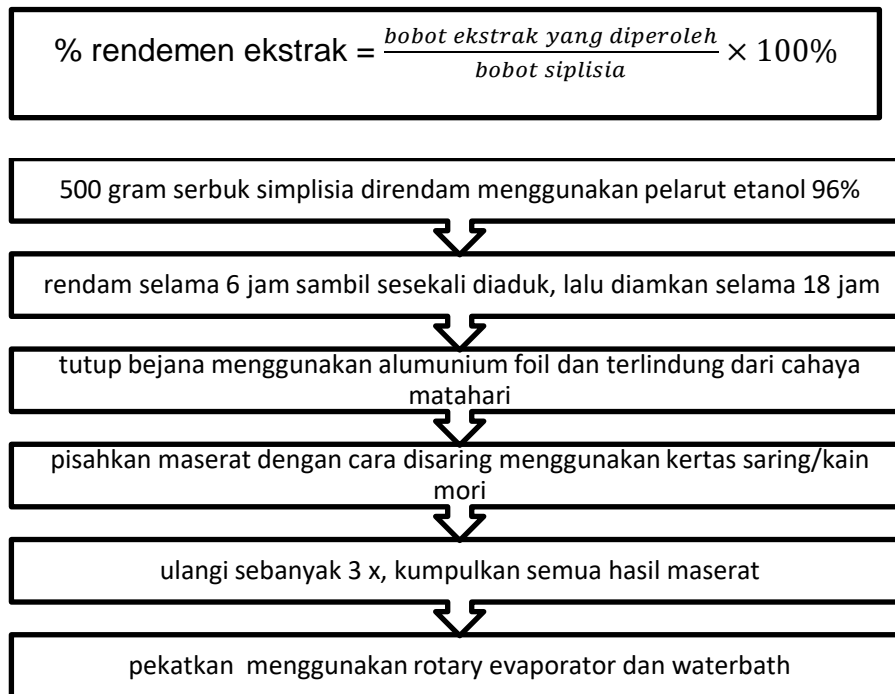 % rendemen ekstrak = \frac{bobot ekstrak yang diperoleh}{bobot siplisia} × 100%
500 gram serbuk simplisia direndam menggunakan pelarut etanol 96%
rendam selama 6 jam sambil sesekali diaduk, lalu diamkan selama 18 jam
tutup bejana menggunakan alumunium foil dan terlindung dari cahaya
matahari
pisahkan maserat dengan cara disaring menggunakan kertas saring/kain
mori
ulangi sebanyak 3 x, kumpulkan semua hasil maserat
pekatkan menggunakan rotary evaporator dan waterbath